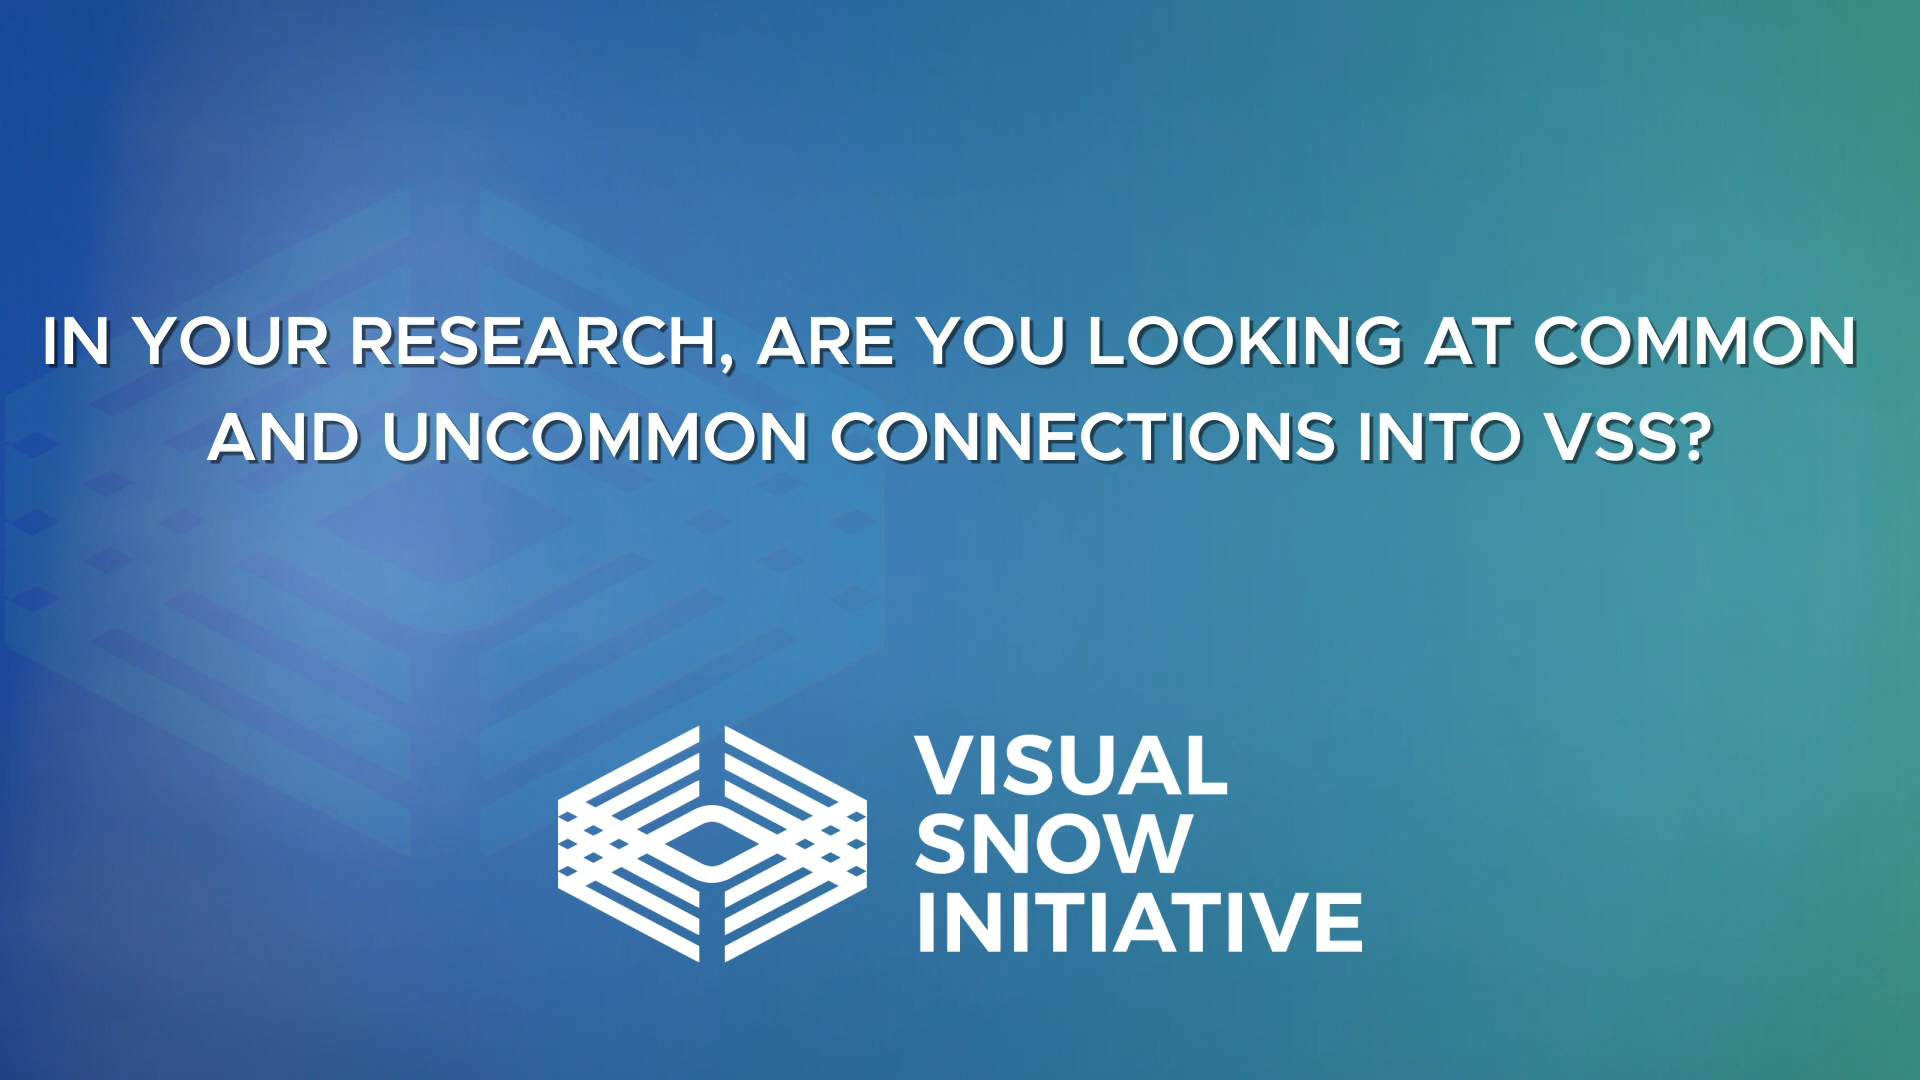 IN YOUR RESEARCH, ARE YOU LOOKING AT COMMON
AND UNCOMMON CONNECTIONS INTO VSS?
VISUAL
SNOW
INITIATIVE